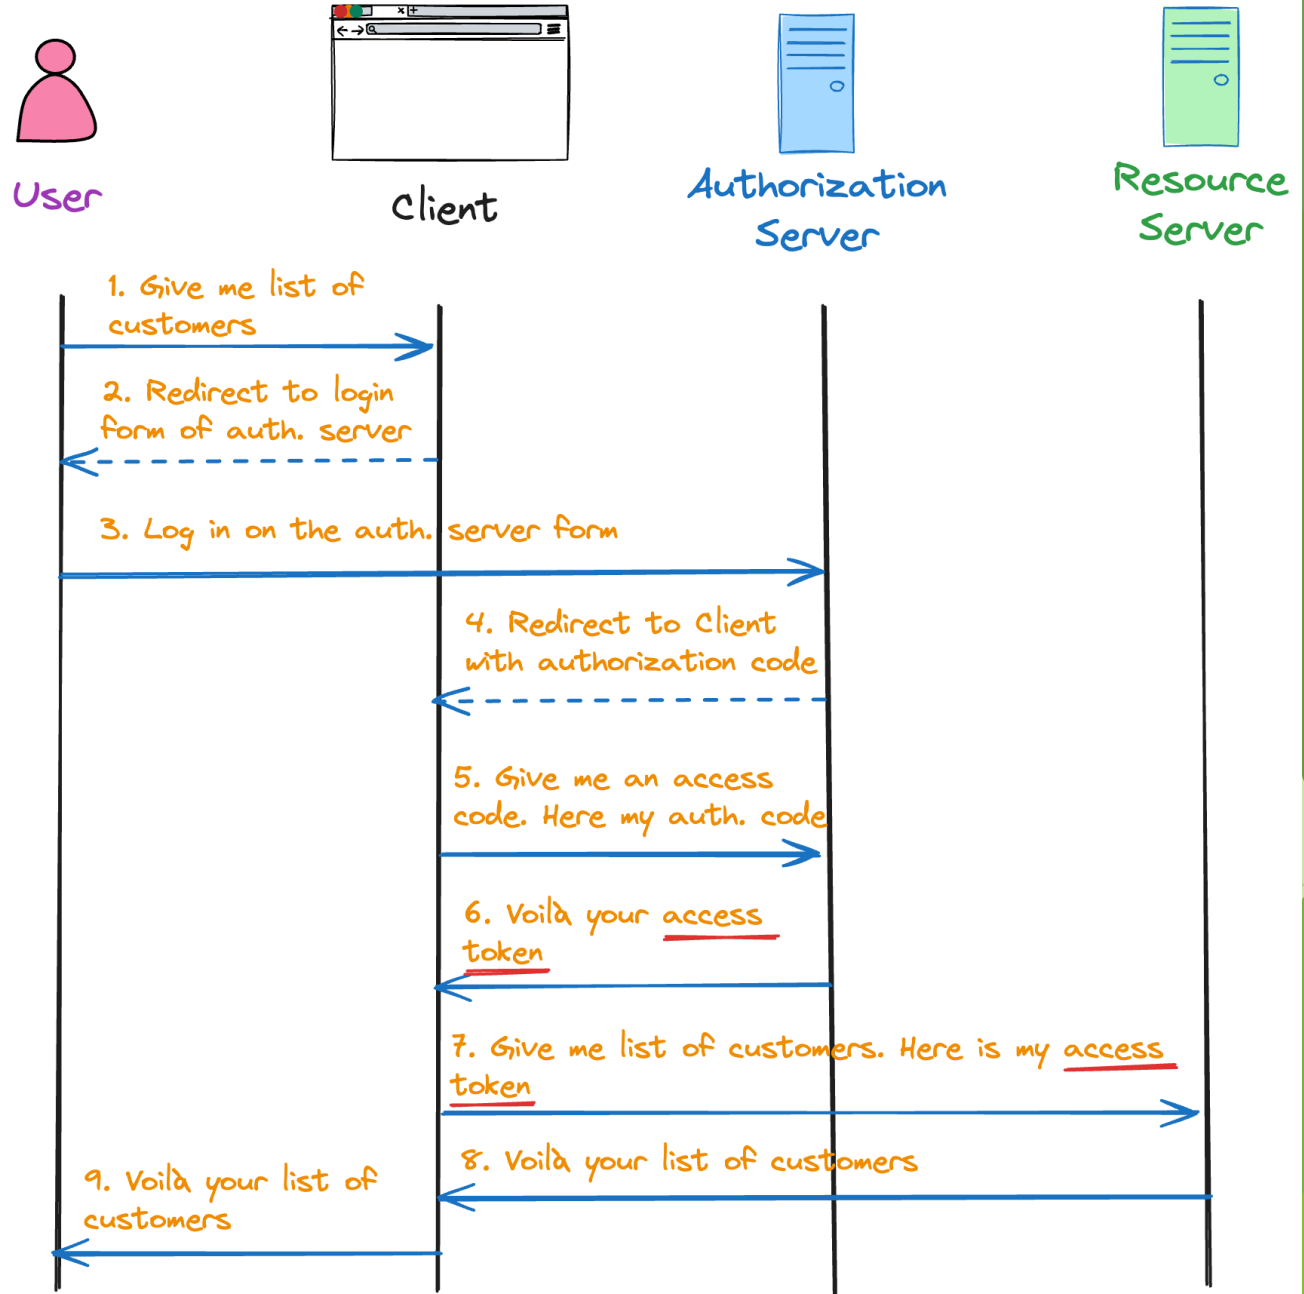 User
Client
Authorization
Server
Resource
Server
1. Give me list of
customers
2. Redirect to login
form of auth. server
3. Log in on the auth. server form
4. Redirect to Client
with authorization code
5. Give me an access
code. Here my auth. code
6. Voilà your access
token
7. Give me list of customers. Here is my access
token
8. Voilà your list of customers
9. Voilà your list of
customers